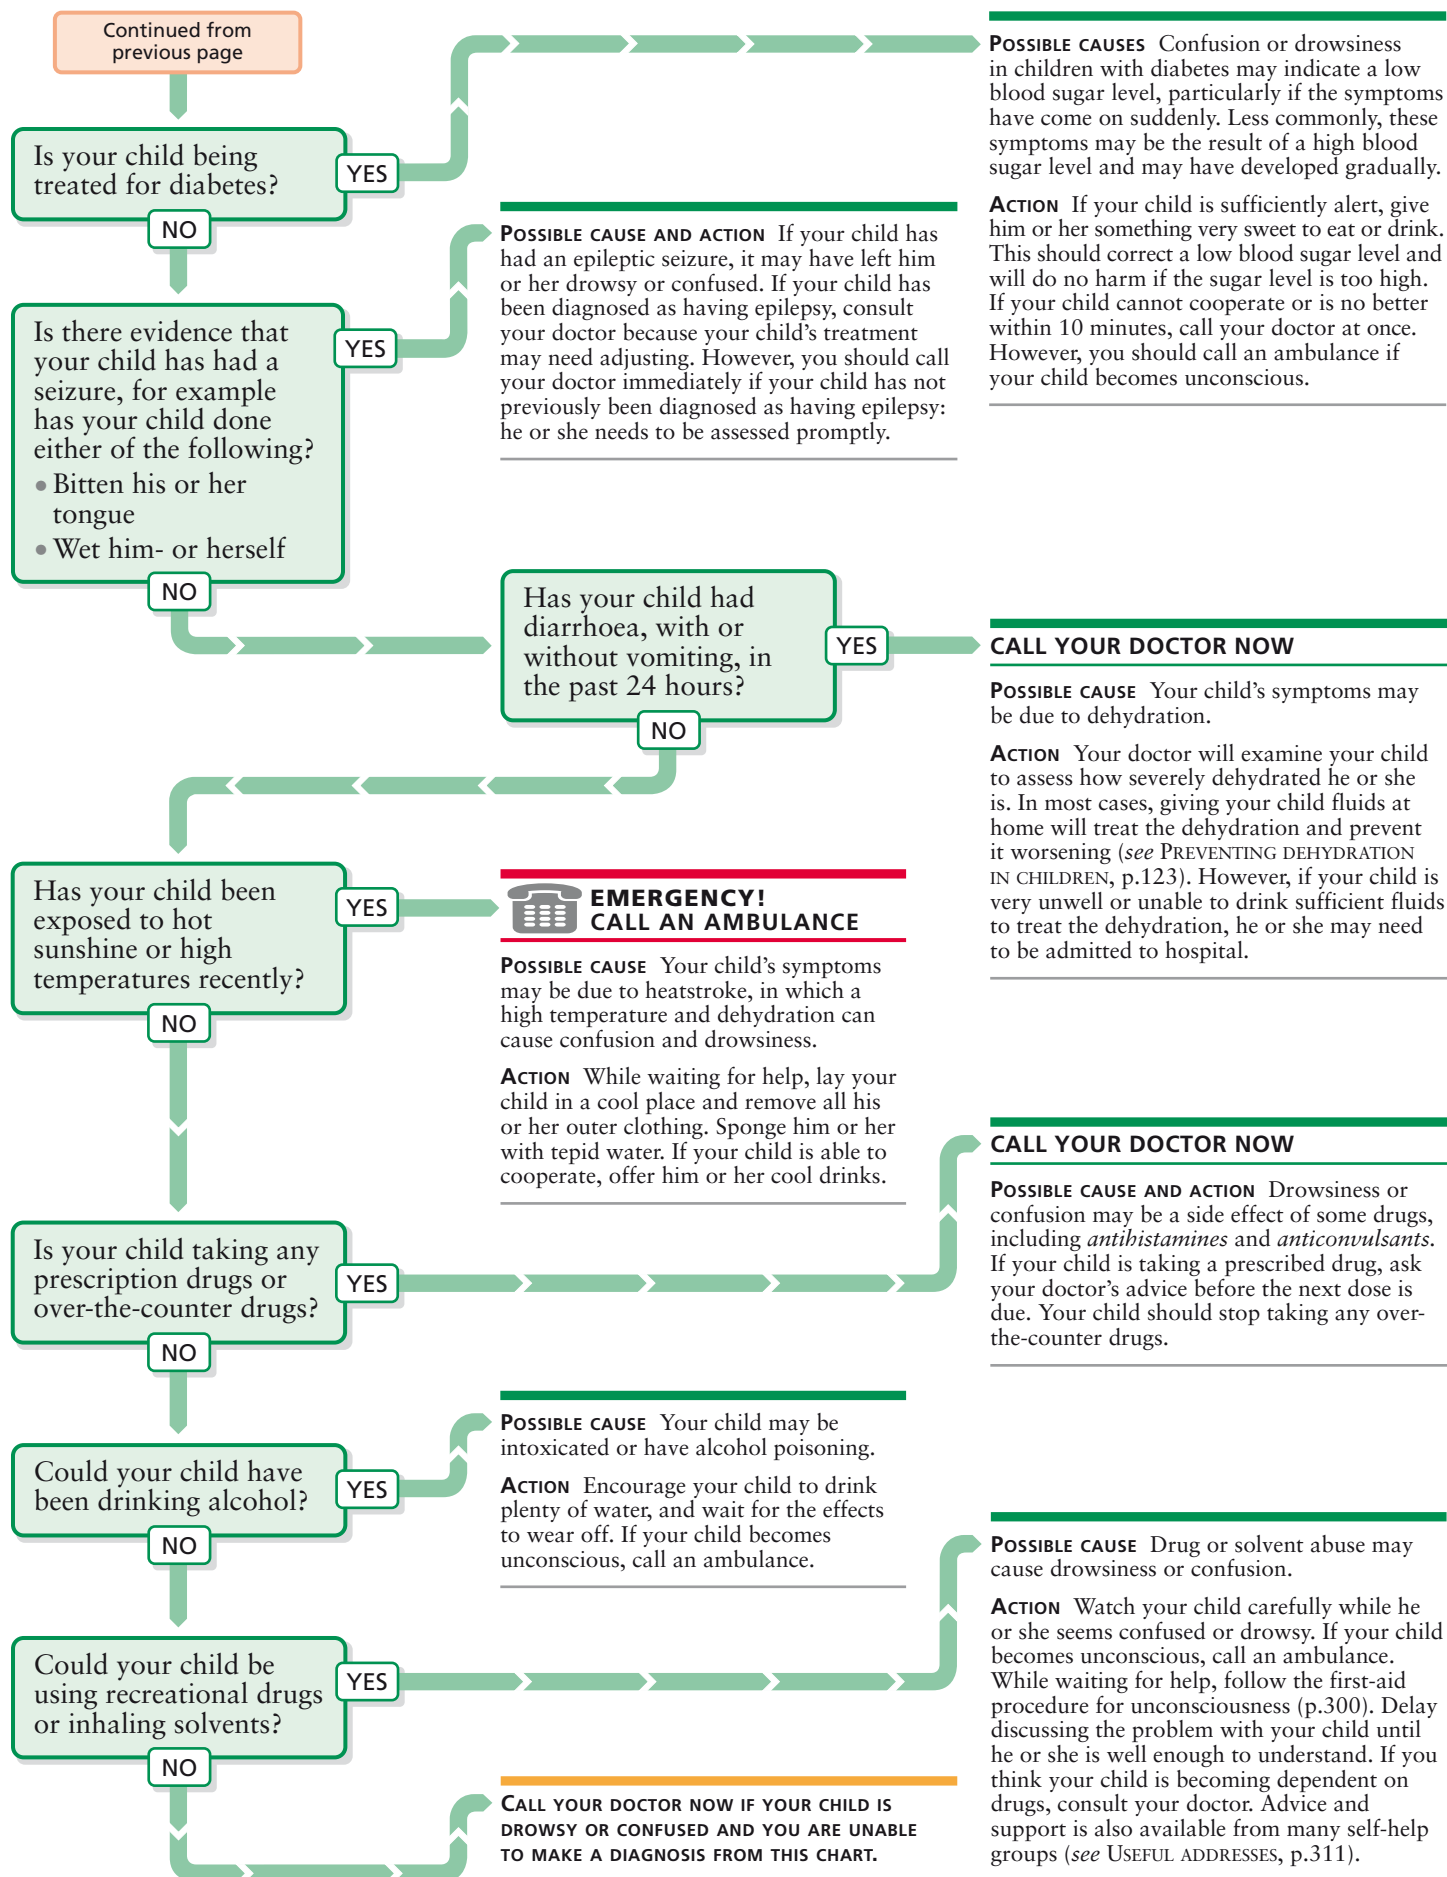 Continued from
previous page
Is your child being
treated for diabetes?
YES
NO
POSSIBLE CAUSES Confusion or drowsiness
in children with diabetes may indicate a low
blood sugar level, particularly if the symptoms
have come on suddenly. Less commonly, these
symptoms may be the result of a high blood
sugar level and may have developed gradually.
ACTION If your child is sufficiently alert, give
him or her something very sweet to eat or drink.
This should correct a low blood sugar level and
will do no harm if the sugar level is too high.
If your child cannot cooperate or is no better
within 10 minutes, call your doctor at once.
However, you should call an ambulance if
your child becomes unconscious.
Is there evidence that
your child has had a
seizure, for example
has your child done
either of the following?
• Bitten his or her
tongue
• Wet him- or herself
YES
NO
POSSIBLE CAUSE AND ACTION If your child has
had an epileptic seizure, it may have left him
or her drowsy or confused. If your child has
been diagnosed as having epilepsy, consult
your doctor because your child's treatment
may need adjusting. However, you should call
your doctor immediately if your child has not
previously been diagnosed as having epilepsy:
he or she needs to be assessed promptly.
Has your child had
diarrhoea, with or
without vomiting, in
the past 24 hours?
YES
NO
CALL YOUR DOCTOR NOW
POSSIBLE CAUSE Your child's symptoms may
be due to dehydration.
ACTION Your doctor will examine your child
to assess how severely dehydrated he or she
is. In most cases, giving your child fluids at
home will treat the dehydration and prevent
it worsening (see PREVENTING DEHYDRATION
IN CHILDREN, p.123). However, if your child is
very unwell or unable to drink sufficient fluids
to treat the dehydration, he or she may need
to be admitted to hospital.
Has your child been
exposed to hot
sunshine or high
temperatures recently?
YES
NO
EMERGENCY!
CALL AN AMBULANCE
POSSIBLE CAUSE Your child's symptoms
may be due to heatstroke, in which a
high temperature and dehydration can
cause confusion and drowsiness.
ACTION While waiting for help, lay your
child in a cool place and remove all his
or her outer clothing. Sponge him or her
with tepid water. If your child is able to
cooperate, offer him or her cool drinks.
Is your child taking any
prescription drugs or
over-the-counter drugs?
YES
NO
CALL YOUR DOCTOR NOW
POSSIBLE CAUSE AND ACTION Drowsiness or
confusion may be a side effect of some drugs,
including antihistamines and anticonvulsants.
If your child is taking a prescribed drug, ask
your doctor's advice before the next dose is
due. Your child should stop taking any over-
the-counter drugs.
Could your child have
been drinking alcohol?
YES
NO
POSSIBLE CAUSE Your child may be
intoxicated or have alcohol poisoning.
ACTION Encourage your child to drink
plenty of water, and wait for the effects
to wear off. If your child becomes
unconscious, call an ambulance.
Could your child be
using recreational drugs
or inhaling solvents?
YES
NO
POSSIBLE CAUSE Drug or solvent abuse may
cause drowsiness or confusion.
ACTION Watch your child carefully while he
or she seems confused or drowsy. If your child
becomes unconscious, call an ambulance.
While waiting for help, follow the first-aid
procedure for unconsciousness (p.300). Delay
discussing the problem with your child until
he or she is well enough to understand. If you
think your child is becoming dependent on
drugs, consult your doctor. Advice and
support is also available from many self-help
groups (see USEFUL ADDRESSES, p.311).
CALL YOUR DOCTOR NOW IF YOUR CHILD IS
DROWSY OR CONFUSED AND YOU ARE UNABLE
TO MAKE A DIAGNOSIS FROM THIS CHART.